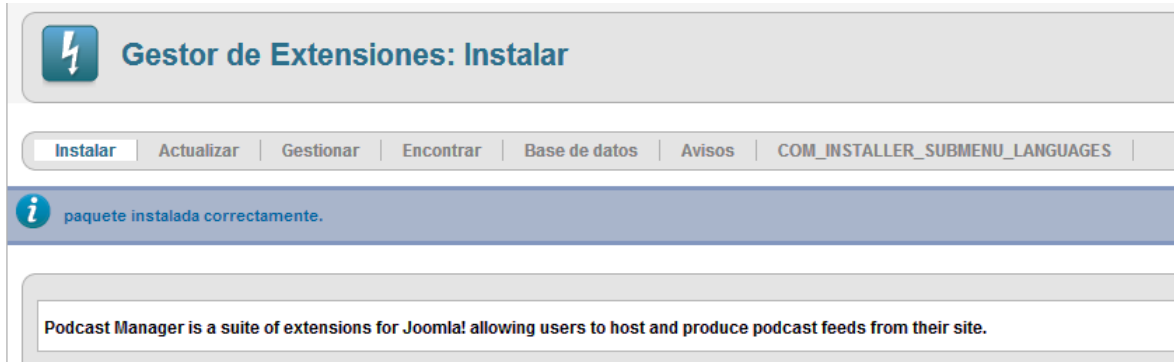 Gestor de Extensiones: Instalar
Instalar Actualizar Gestionar Encontrar Base de datos Avisos COM_INSTALLER_SUBMENU_LANGUAGES
paquete instalada correctamente.
Podcast Manager is a suite of extensions for Joomla! allowing users to host and produce podcast feeds from their site.